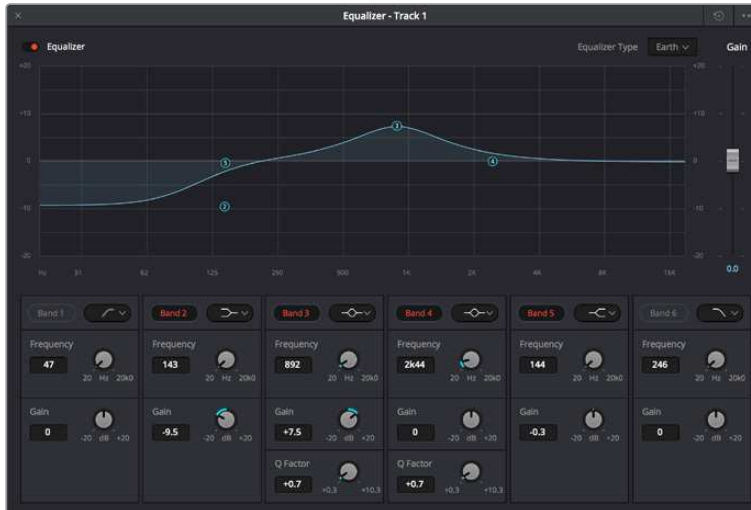 Equalizer - Track 1
Equalizer
Equalizer Type
Earth
Gain
+20
+20
+10
+10
0
0
-10
-10
-20
-20
Hz 31 62 125 250 500 1K 2K 4K 8K 16K
0.0
5
3
4
2
Band 1 Band 2 Band 3 Band 4 Band 5 Band 6
Frequency Frequency Frequency Frequency Frequency Frequency
47 143 892 2k44 144 246
20 Hz 20k0 20 Hz 20k0 20 Hz 20k0 20 Hz 20k0 20 Hz 20k0 20 Hz 20k0
Gain Gain Gain Gain Gain Gain
0 -9.5 +7.5 0 -0.3 0
-20 dB +20 -20 dB +20 -20 dB +20 -20 dB +20 -20 dB +20 -20 dB +20
Q Factor Q Factor
+0.7 +0.7
+0.3 +10.3 +0.3 +10.3